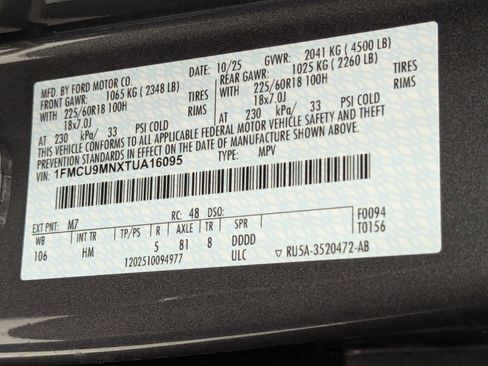 MFD. BY FORD MOTOR CO. 10/25 GVWR: 2041 KG ( 4500 LB)
FRONT GAWR: 1065 KG ( 2348 LB) REAR GAWR: 1025 KG ( 2260 LB)
WITH 225/60R18 100H TIRES WITH 225/60R18 100H TIRES
18x7.0J RIMS 18x7.0J RIMS
AT 230 kPa/ 33 PSI COLD AT 230 kPa/ 33 PSI COLD
THIS VEHICLE CONFORMS TO ALL APPLICABLE FEDERAL MOTOR VEHICLE SAFETY AND THEFT
PREVENTION STANDARDS IN EFFECT ON THE DATE OF MANUFACTURE SHOWN ABOVE.
VIN: 1FMCU9MNXTUA16095 TYPE: MPV
EXT PNT: M7 RC: 48 DSO: F0094
WB INT TR TP/PS R AXLE TR SPR T0156
106 HM 5 81 8 DDDD
1202510094977 ULC ▽ RU5A-3520472-AB